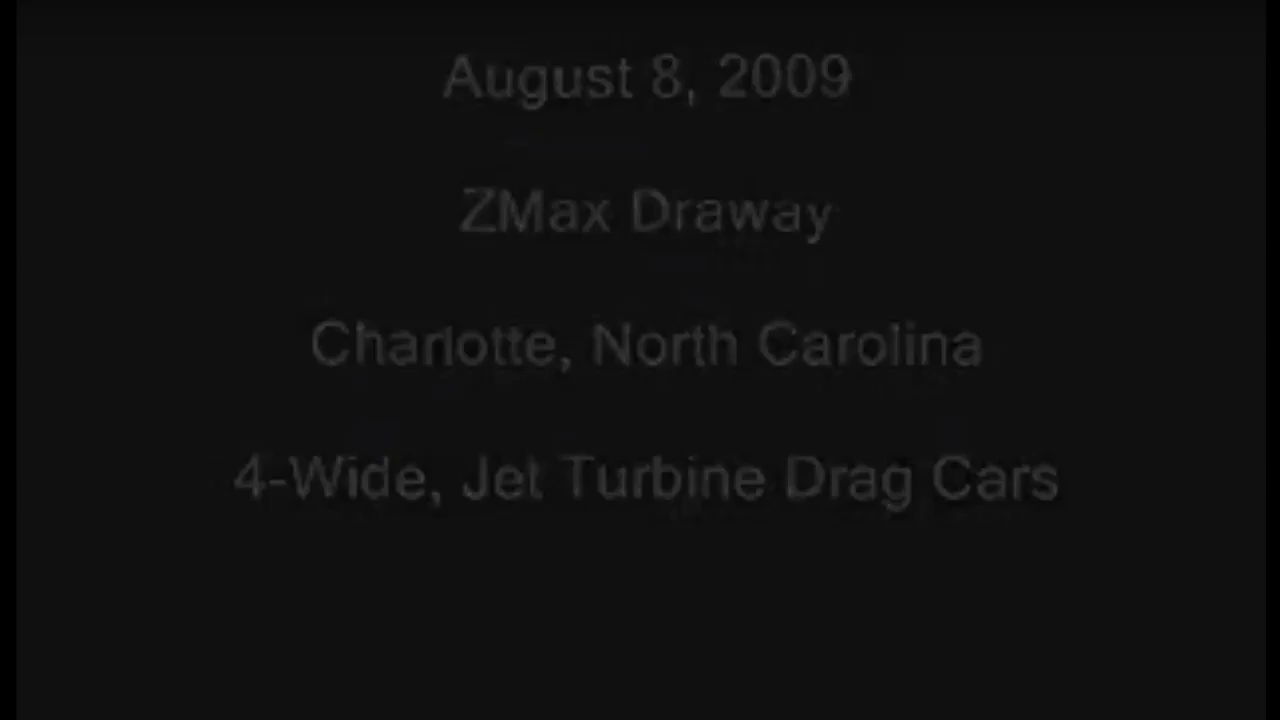 August 8, 2009
ZMax Draway
Charlotte, North Carolina
4-Wide, Jet Turbine Drag Cars